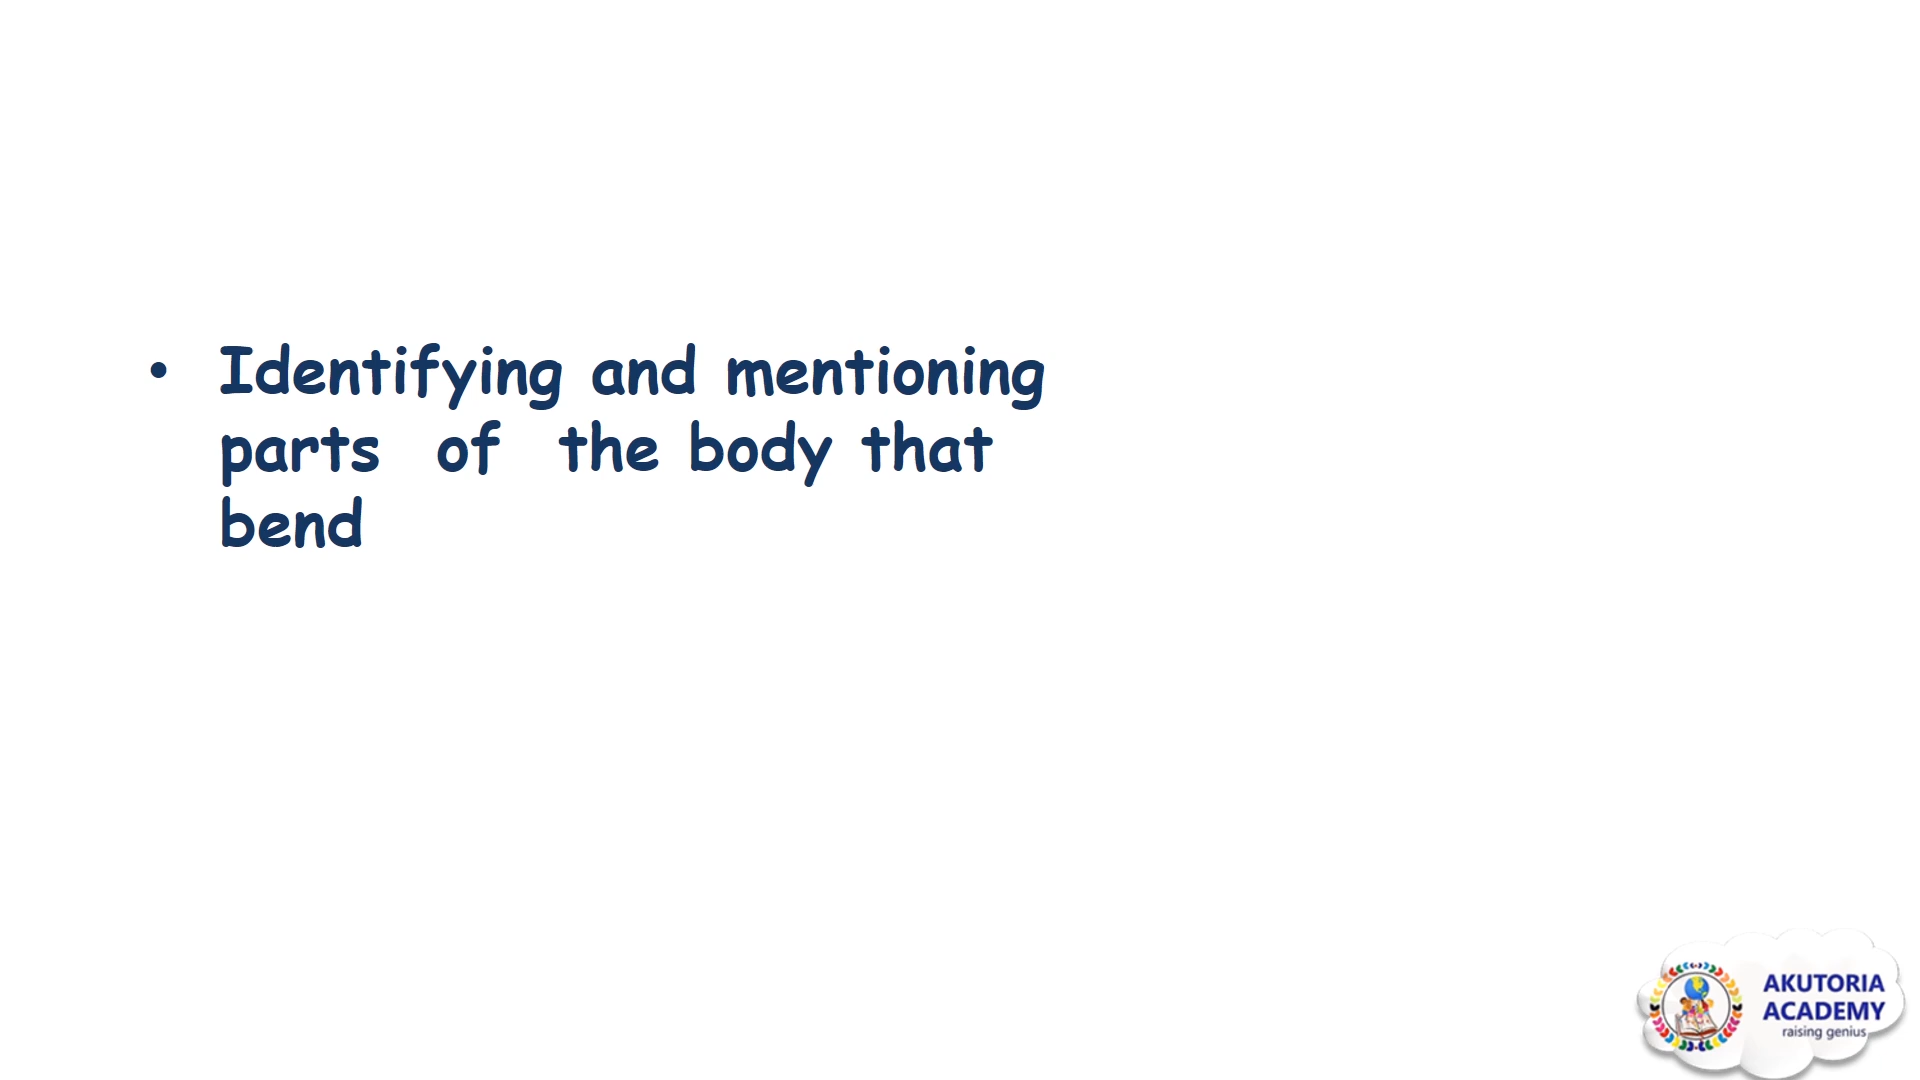 • Identifying and mentioning
parts of the body that
bend
AKUTORIA
ACADEMY
raising genius